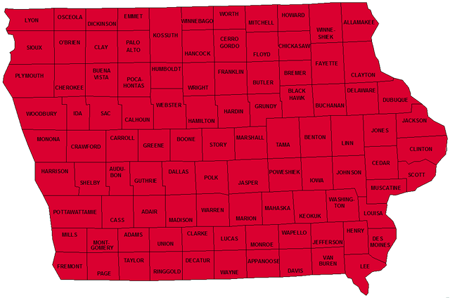 LYON OSCEOLA DICKINSON EMMET KOSSUTH WINNEBAGO WORTH MITCHELL HOWARD WINNE-
SHIEK ALLAMAKEE
SIOUX O'BRIEN CLAY PALO
ALTO HANCOCK CERRO
GORDO FLOYD CHICKASAW FAYETTE CLAYTON
PLYMOUTH CHEROKEE BUENA
VISTA POCA-
HONTAS HUMBOLDT WRIGHT FRANKLIN BUTLER BREMER
WOODBURY IDA SAC CALHOUN WEBSTER HAMILTON HARDIN GRUNDY BLACK
HAWK BUCHANAN DELAWARE DUBUQUE
MONONA CRAWFORD CARROLL GREENE BOONE STORY MARSHALL TAMA BENTON LINN JONES JACKSON
CLINTON
HARRISON SHELBY AUDU
BON GUTHRIE DALLAS POLK JASPER POWESHIEK IOWA JOHNSON CEDAR SCOTT
MUSCATINE
POTTAWATTAMIE CASS ADAIR MADISON WARREN MARION MAHASKA KEOKUK WASHING-
TON LOUISA
MILLS MONT-
GOMERY ADAMS UNION CLARKE LUCAS MONROE WAPELLO JEFFERSON HENRY DES
MOINES
FREMONT PAGE TAYLOR RINGGOLD DECATUR WAYNE APPANOOSE DAVIS VAN
BUREN LEE